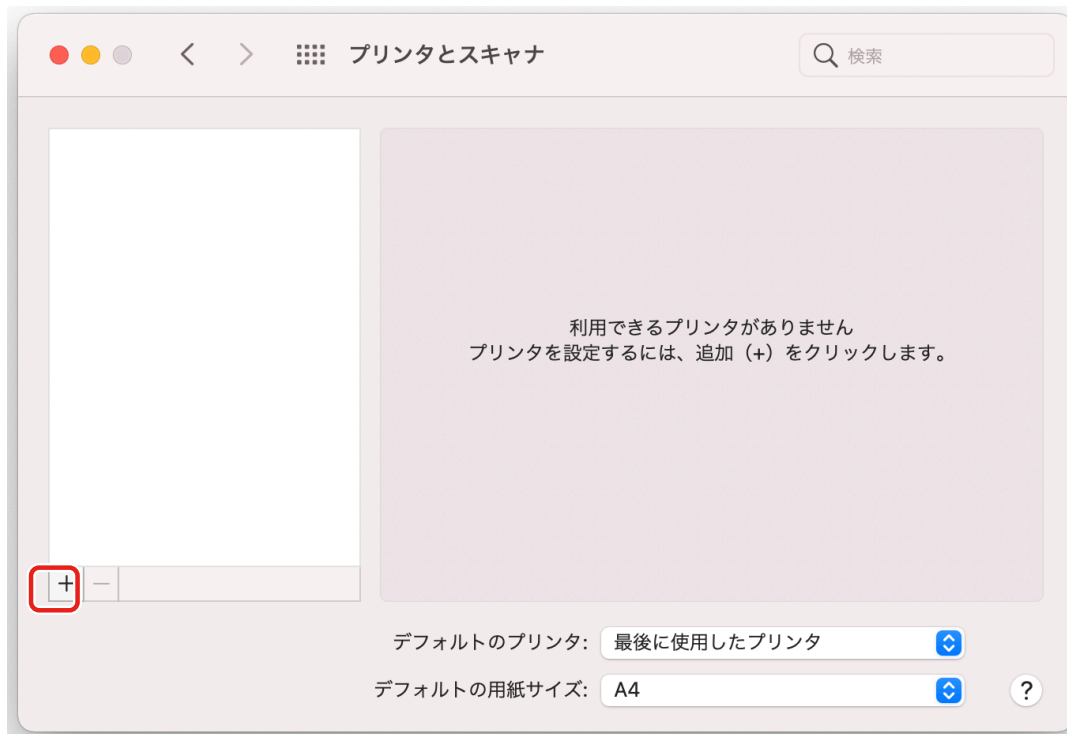 プリンタとスキャナ
検索
利用できるプリンタがありません
プリンタを設定するには、追加（+）をクリックします。
+ −
デフォルトのプリンタ: 最後に使用したプリンタ
デフォルトの用紙サイズ: A4
?